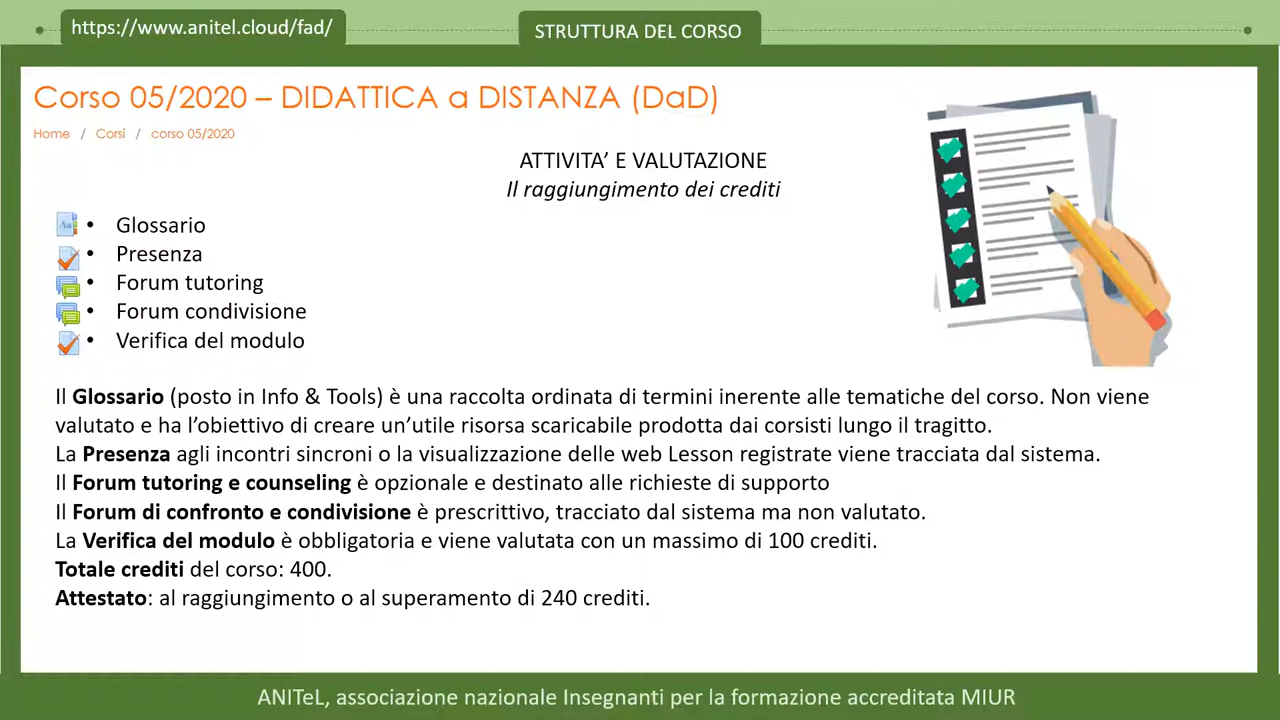 https://www.anitel.cloud/fad/
STRUTTURA DEL CORSO
Corso 05/2020 – DIDATTICA a DISTANZA (DaD)
Home / Corsi / corso 05/2020
ATTIVITA’ E VALUTAZIONE
Il raggiungimento dei crediti
• Glossario
• Presenza
• Forum tutoring
• Forum condivisione
• Verifica del modulo
Il Glossario (posto in Info & Tools) è una raccolta ordinata di termini inerente alle tematiche del corso. Non viene
valutato e ha l’obiettivo di creare un’utile risorsa scaricabile prodotta dai corsisti lungo il tragitto.
La Presenza agli incontri sincroni o la visualizzazione delle web Lesson registrate viene tracciata dal sistema.
Il Forum tutoring e counseling è opzionale e destinato alle richieste di supporto
Il Forum di confronto e condivisione è prescrittivo, tracciato dal sistema ma non valutato.
La Verifica del modulo è obbligatoria e viene valutata con un massimo di 100 crediti.
Totale crediti del corso: 400.
Attestato: al raggiungimento o al superamento di 240 crediti.
ANITeL, associazione nazionale Insegnanti per la formazione accreditata MIUR